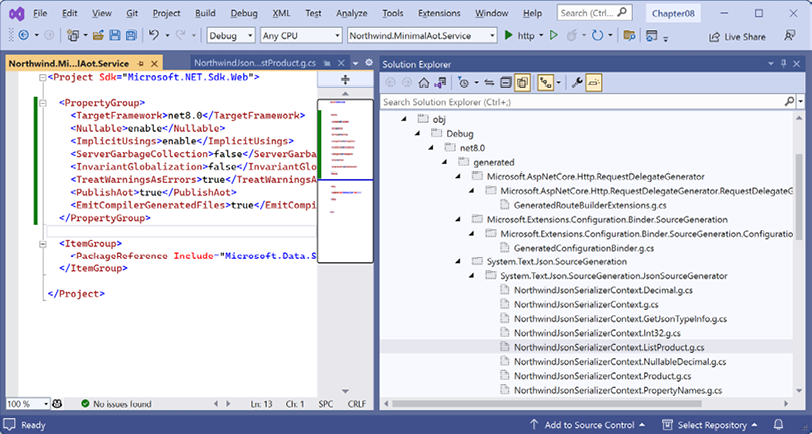 File Edit View Git Project Build Debug XML Test Analyze Tools Extensions Window Help Search (Ctrl+... Chapter08
Debug Any CPU Northwind.MinimalAot.Service http Live Share
Northwind.Mi...lAot.Service NorthwindJson...stProduct.g.cs
<Project Sdk="Microsoft.NET.Sdk.Web">
<PropertyGroup>
<TargetFramework>net8.0</TargetFramework>
<Nullable>enable</Nullable>
<ImplicitUsings>enable</ImplicitUsings>
<ServerGarbageCollection>false</ServerGarba
<InvariantGlobalization>false</InvariantGlo
<TreatWarningsAsErrors>true</TreatWarningsA
<PublishAot>true</PublishAot>
<EmitCompilerGeneratedFiles>true</EmitCompi
</PropertyGroup>
<ItemGroup>
<PackageReference Include="Microsoft.Data.S
</ItemGroup>
</Project>
100 % No issues found Ln: 13 Ch: 1 SPC CRLF
Solution Explorer
Search Solution Explorer (Ctrl+;)
obj
Debug
net8.0
generated
Microsoft.AspNetCore.Http.RequestDelegateGenerator
Microsoft.AspNetCore.Http.RequestDelegateGenerator.RequestDelegateG
GeneratedRouteBuilderExtensions.g.cs
Microsoft.Extensions.Configuration.Binder.SourceGeneration
Microsoft.Extensions.Configuration.Binder.SourceGeneration.Configuratio
GeneratedConfigurationBinder.g.cs
System.Text.Json.SourceGeneration
System.Text.Json.SourceGeneration.JsonSourceGenerator
NorthwindJsonSerializerContext.Decimal.g.cs
NorthwindJsonSerializerContext.g.cs
NorthwindJsonSerializerContext.GetJsonTypeInfo.g.cs
NorthwindJsonSerializerContext.Int32.g.cs
NorthwindJsonSerializerContext.ListProduct.g.cs
NorthwindJsonSerializerContext.NullableDecimal.g.cs
NorthwindJsonSerializerContext.Product.g.cs
NorthwindJsonSerializerContext.PropertyNames.g.cs
Ready Add to Source Control Select Repository